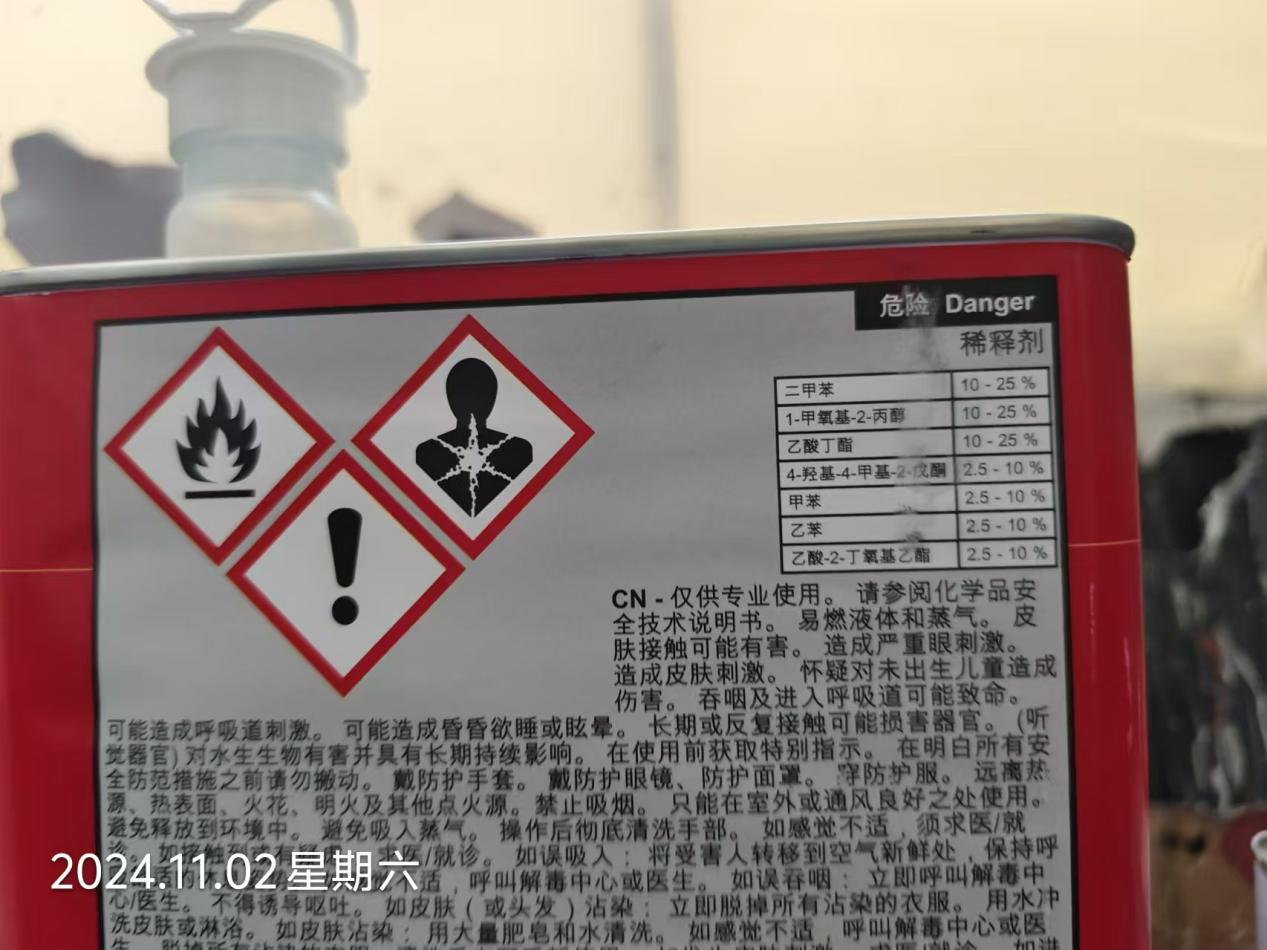 危险 Danger
稀释剂
二甲苯 10 - 25 %
1-甲氧基-2-丙醇 10 - 25 %
乙酸丁酯 10 - 25 %
4-羟基-4-甲基-2-戊酮 2.5 - 10 %
甲苯 2.5 - 10 %
乙苯 2.5 - 10 %
乙酸-2-丁氧基乙酯 2.5 - 10 %
CN - 仅供专业使用。 请参阅化学品安
全技术说明书。 易燃液体和蒸气。 皮
肤接触可能有害。 造成严重眼刺激。
造成皮肤刺激。 怀疑对未出生儿童造成
伤害。 吞咽及进入呼吸道可能致命。
可能造成呼吸道刺激。 可能造成昏昏欲睡或眩晕。 长期或反复接触可能损害器官。(听
觉器官) 对水生生物有害并具有长期持续影响。 在使用前获取特别指示。 在明白所有安
全防范措施之前请勿搬动。 戴防护手套。 戴防护眼镜、防护面罩。 穿防护服。 远离热
源、热表面、火花、明火及其他点火源。禁止吸烟。 只能在室外或通风良好之处使用。
避免释放到环境中。 避免吸入蒸气。 操作后彻底清洗手部。 如感觉不适，须求医/就
诊。如接触到或有 求医/就诊。 如误吸入：将受害人转移到空气新鲜处，保持呼
适，呼叫解毒中心或医生。 如误吞咽：立即呼叫解毒中
2024.11.02 星期六
心/医生。 不得诱导呕吐。 如皮肤（或头发）沾染：立即脱掉所有沾染的衣服。 用水冲
洗皮肤或淋浴。 如皮肤沾染：用大量肥皂和水清洗。 如感觉不适，呼叫解毒中心或医